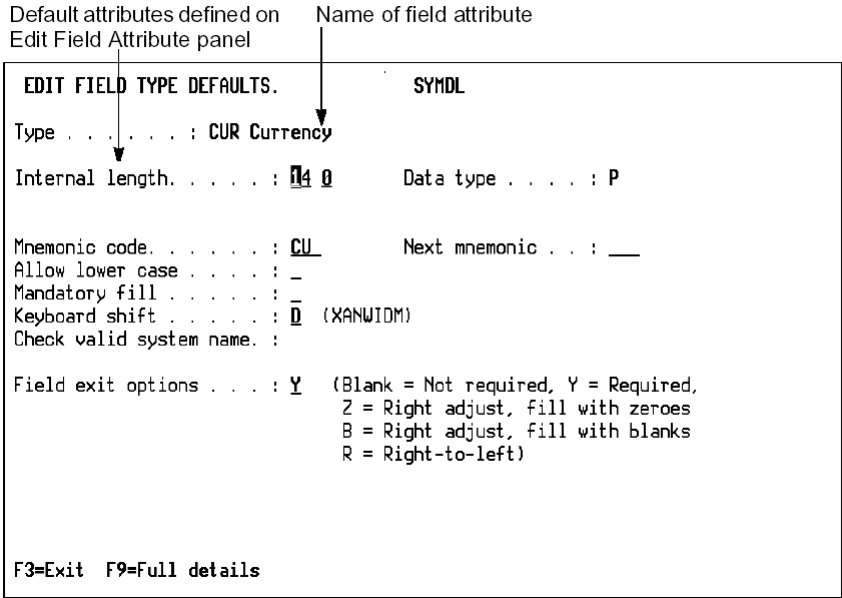 Default attributes defined on
Edit Field Attribute panel
Name of field attribute
EDIT FIELD TYPE DEFAULTS. SYMDL
Type . . . . . . : CUR Currency
Internal length. . . . . : 14 0 Data type . . . . : P
Mnemonic code. . . . . . : CU_ Next mnemonic . . : ___
Allow lower case . . . . : _
Mandatory fill . . . . . : _
Keyboard shift . . . . . : D (XANWIDM)
Check valid system name. :
Field exit options . . . : Y (Blank = Not required, Y = Required,
Z = Right adjust, fill with zeroes
B = Right adjust, fill with blanks
R = Right-to-left)
F3=Exit F9=Full details